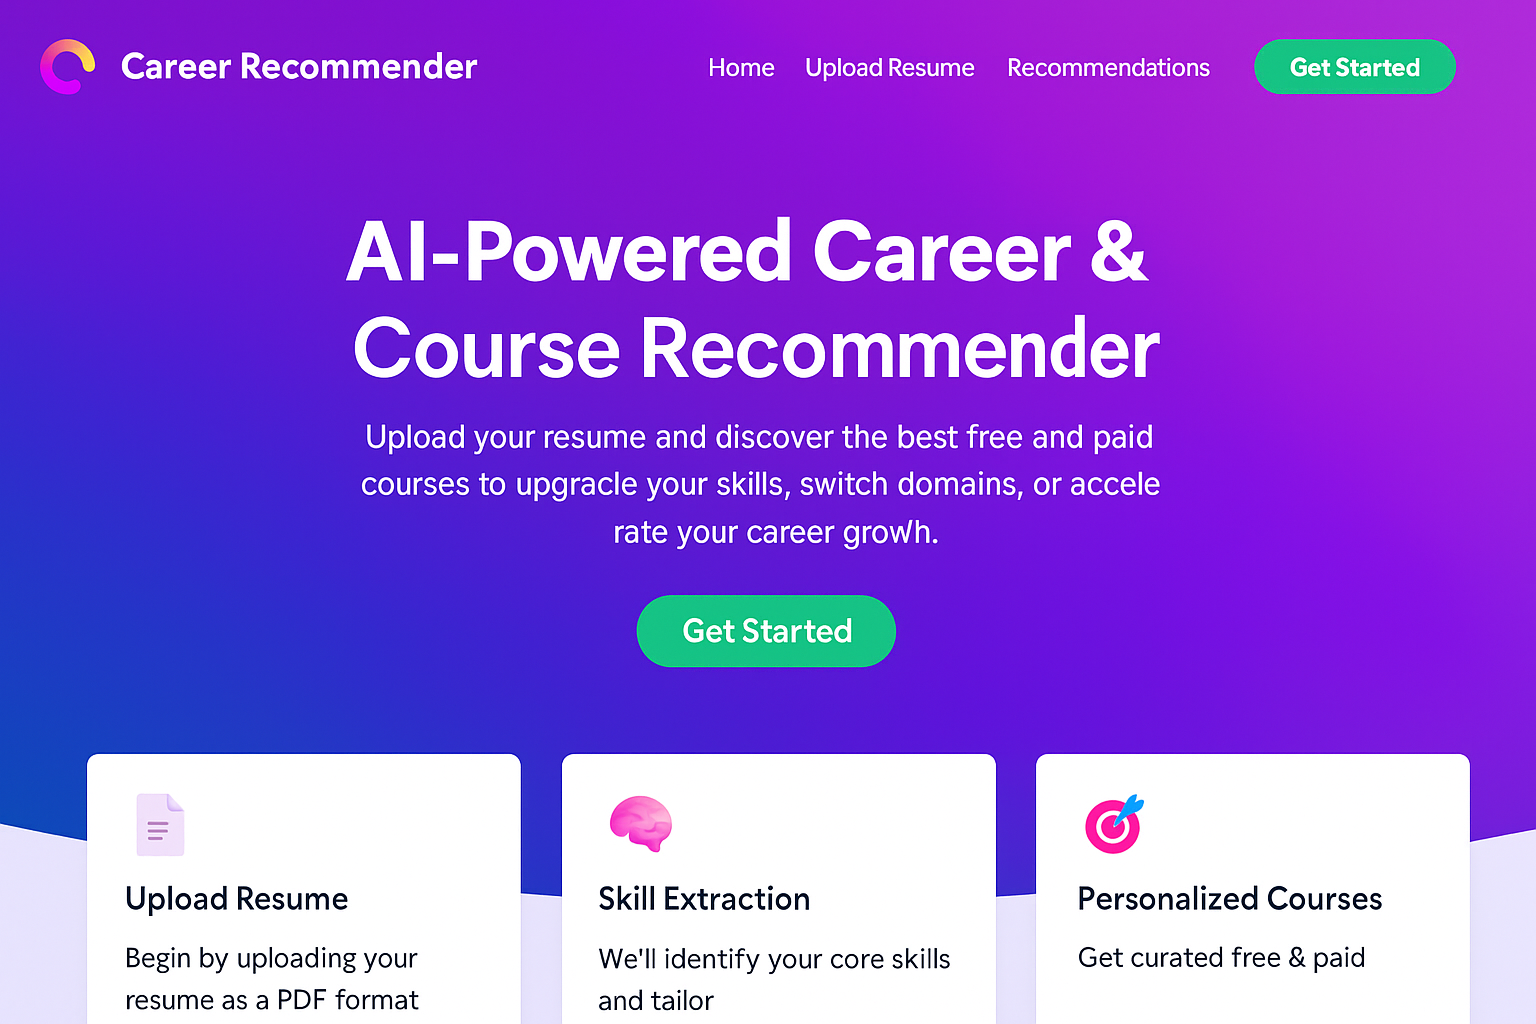 Career Recommender
Home
Upload Resume
Recommendations
Get Started
AI-Powered Career &
Course Recommender
Upload your resume and discover the best free and paid
courses to upgracle your skills, switch domains, or accele
rate your career growh.
Get Started
Upload Resume
Begin by uploading your
resume as a PDF format
Skill Extraction
We'll identify your core skills
and tailor
Personalized Courses
Get curated free & paid